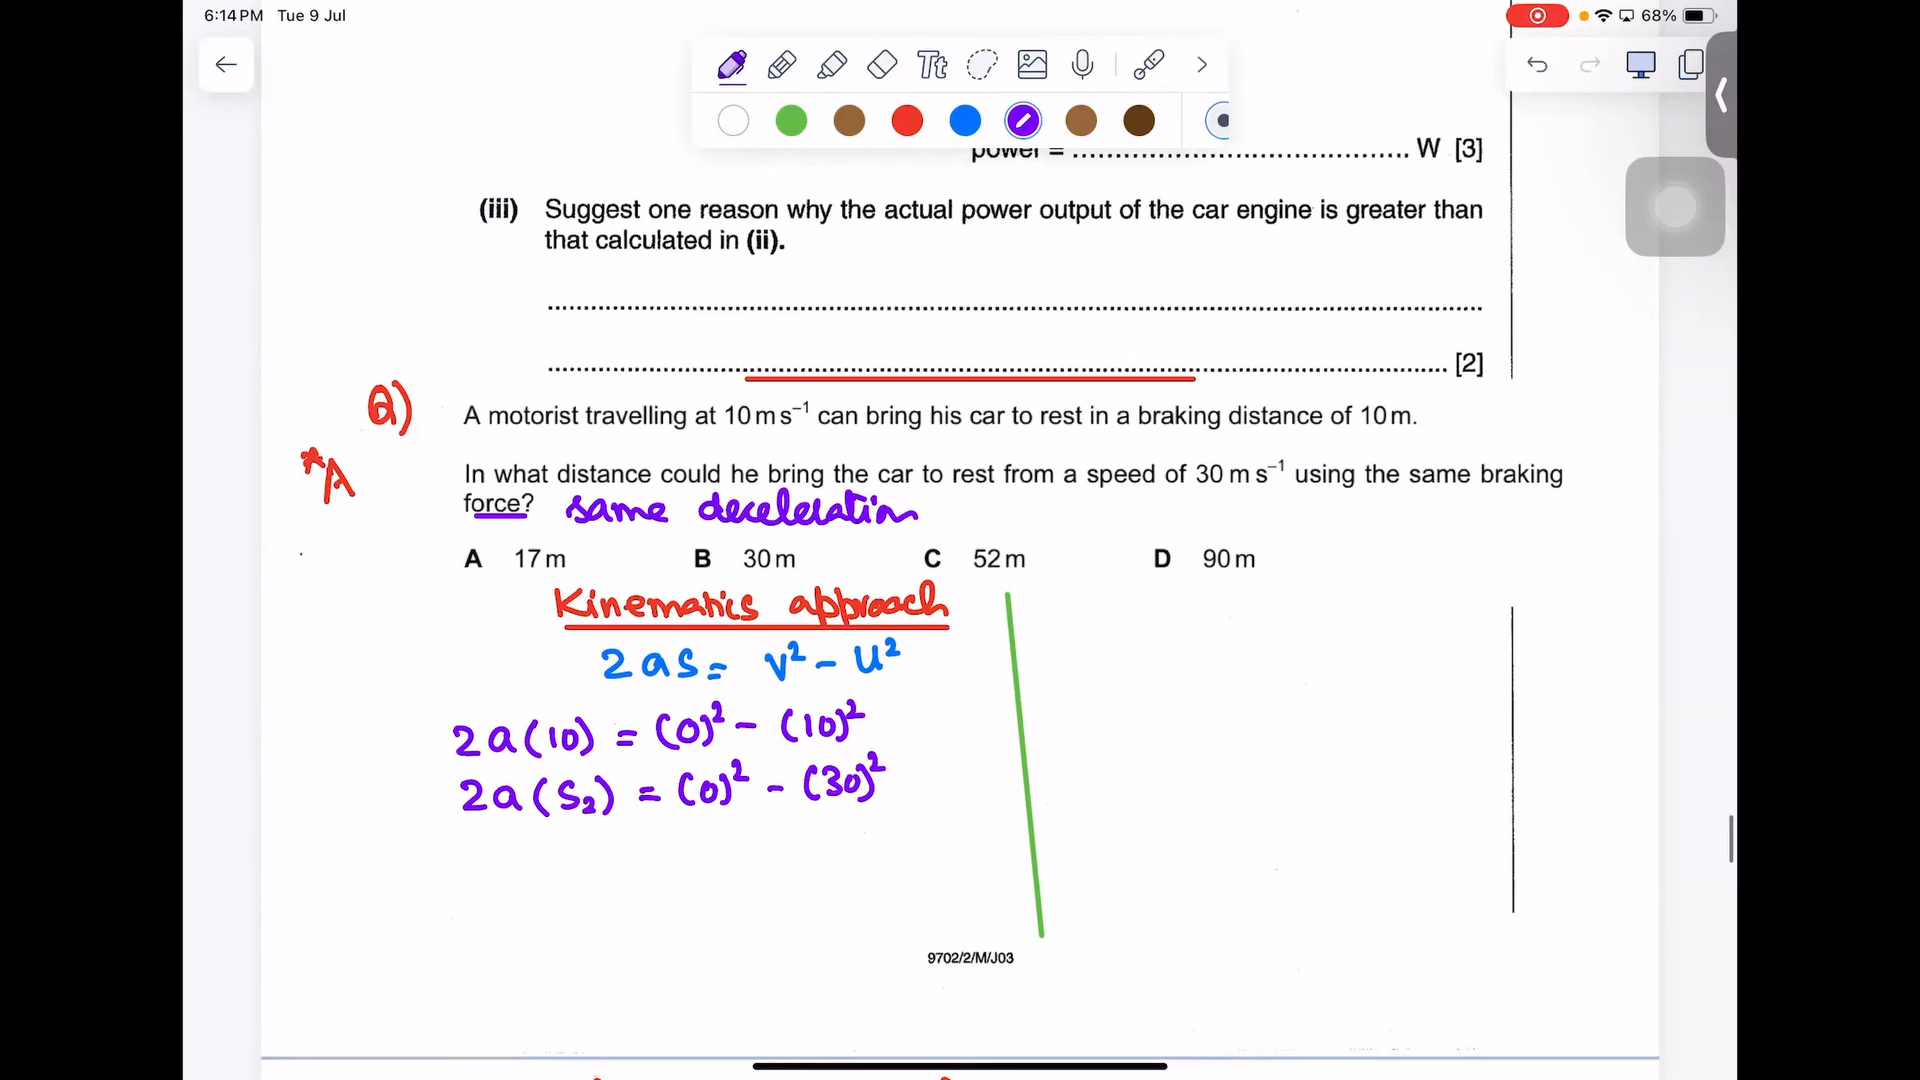 6:14 PM Tue 9 Jul
68%
Tt
power = ........................................ W [3]
(iii) Suggest one reason why the actual power output of the car engine is greater than
that calculated in (ii).
..........................................................................................
.......................................................................................... [2]
Q)
A motorist travelling at 10 m s⁻¹ can bring his car to rest in a braking distance of 10 m.
*A
In what distance could he bring the car to rest from a speed of 30 m s⁻¹ using the same braking
force? same deceleration
A 17 m B 30 m C 52 m D 90 m
Kinematics approach
2as = v² - u²
2a(10) = (0)² - (10)²
2a(S₂) = (0)² - (30)²
9702/2/M/J03